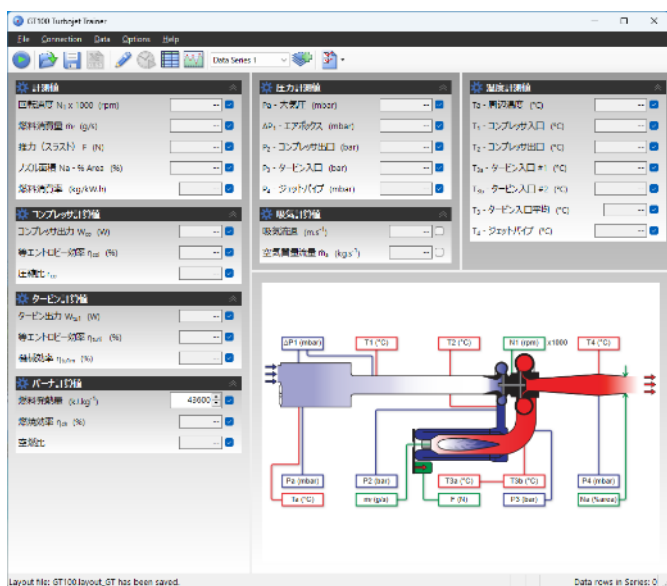 GT100 Turbojet Trainer
File Connection Data Options Help
Data Series 1
計測値
回転速度 N₁ x 1000 (rpm) --
燃料消費量 mf (g/s) --
推力（スラスト） F (N) --
ノズル面積 Na - % Area (%) --
燃料消費率 (kg/kW.h) --
コンプレッサ計算値
コンプレッサ出力 (W) --
等エントロピー効率 (%) --
圧縮比 --
タービン計算値
タービン出力 (W) --
等エントロピー効率 (%) --
機械効率 (%) --
バーナ計算値
燃料発熱量 (kJ.kg⁻¹) 43600
燃焼効率 (%) --
空燃比 --
圧力計測値
Pa - 大気圧 (mbar) --
ΔP₁ - エアボックス (mbar) --
P₂ - コンプレッサ出口 (bar) --
P₃ - タービン入口 (bar) --
P₄ - ジェットパイプ (mbar) --
吸気計算値
吸気流速 (m.s⁻¹) --
空気質量流量 (kg.s⁻¹) --
温度計測値
Ta - 周辺温度 (°C) --
T₁ - コンプレッサ入口 (°C) --
T₂ - コンプレッサ出口 (°C) --
T₃ₐ - タービン入口 #1 (°C) --
タービン入口 #2 (°C) --
T₃ - タービン入口平均 (°C) --
T₄ - ジェットパイプ (°C) --
ΔP1 (mbar) T1 (°C) T2 (°C) N1 (rpm) x1000 T4 (°C)
Pa (mbar) P2 (bar) T3a (°C) T3b (°C) P4 (mbar)
Ta (°C) mf (g/s) F (N) P3 (bar) Na (%area)
Layout file: GT100.layout_GT has been saved.
Data rows in Series: 0